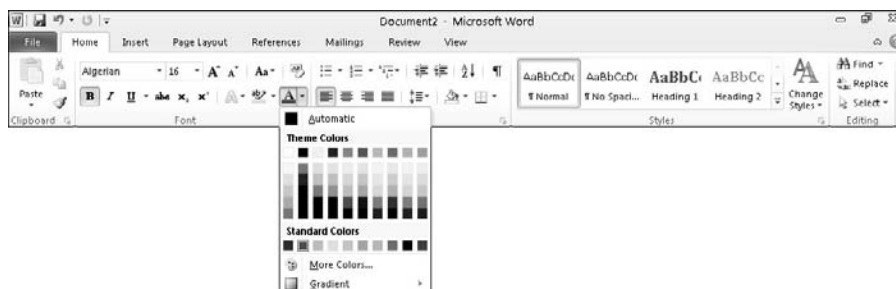 Document2 - Microsoft Word
File Home Insert Page Layout References Mailings Review View
Algerian 16 A A Aa ¶ AaBbCcDc AaBbCcDc AaBbC AaBbCc A Find
Paste B I U abc x, x' A A ¶ Normal ¶ No Spaci... Heading 1 Heading 2 Change Styles Replace
Select
Clipboard Font Styles Editing
Automatic
Theme Colors
Standard Colors
More Colors...
Gradient